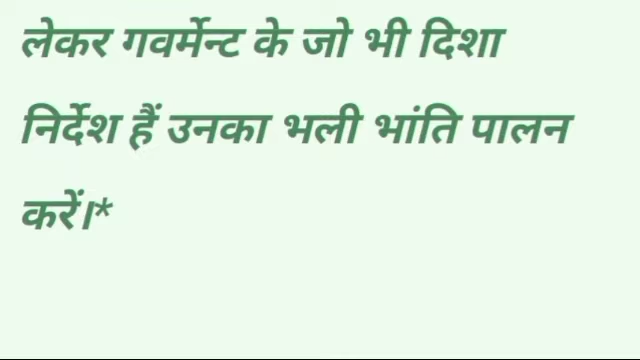 लेकर गवर्मेन्ट के जो भी दिशा
निर्देश हैं उनका भली भांति पालन
करें।*